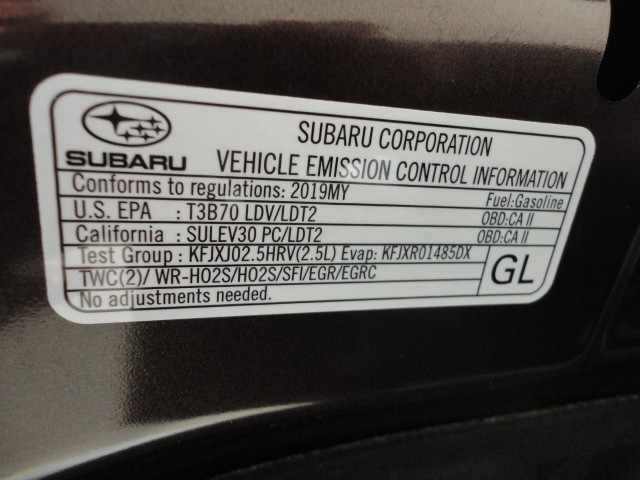 SUBARU
SUBARU CORPORATION
VEHICLE EMISSION CONTROL INFORMATION
Conforms to regulations: 2019MY Fuel:Gasoline
U.S. EPA : T3B70 LDV/LDT2 OBD:CA II
California : SULEV30 PC/LDT2 OBD:CA II
Test Group : KFJXJ02.5HRV(2.5L) Evap: KFJXR01485DX
TWC(2)/ WR-HO2S/HO2S/SFI/EGR/EGRC
No adjustments needed.
GL